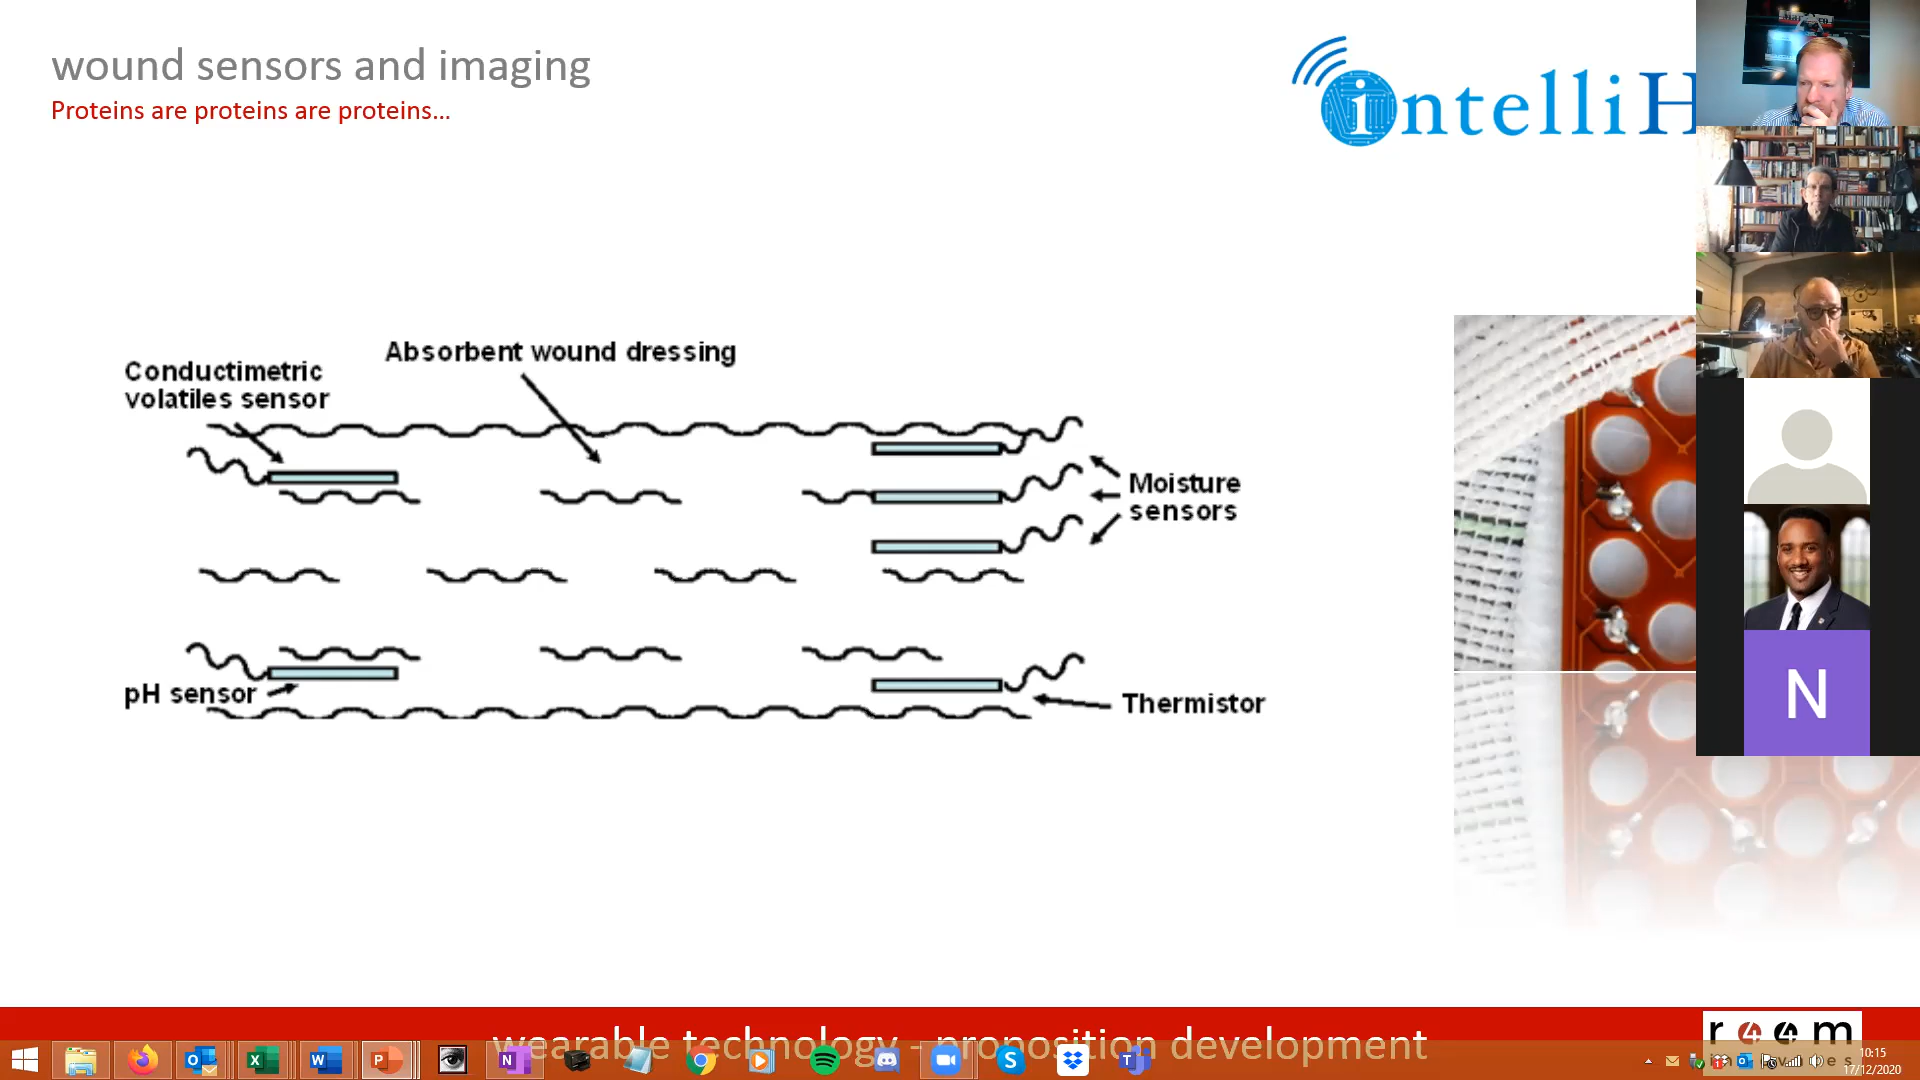 wound sensors and imaging
Proteins are proteins are proteins...
intelliH
Absorbent wound dressing
Conductimetric
volatiles sensor
Moisture
sensors
pH sensor
Thermistor
N
wearable technology - proposition development
r44m
10:15
17/12/2020